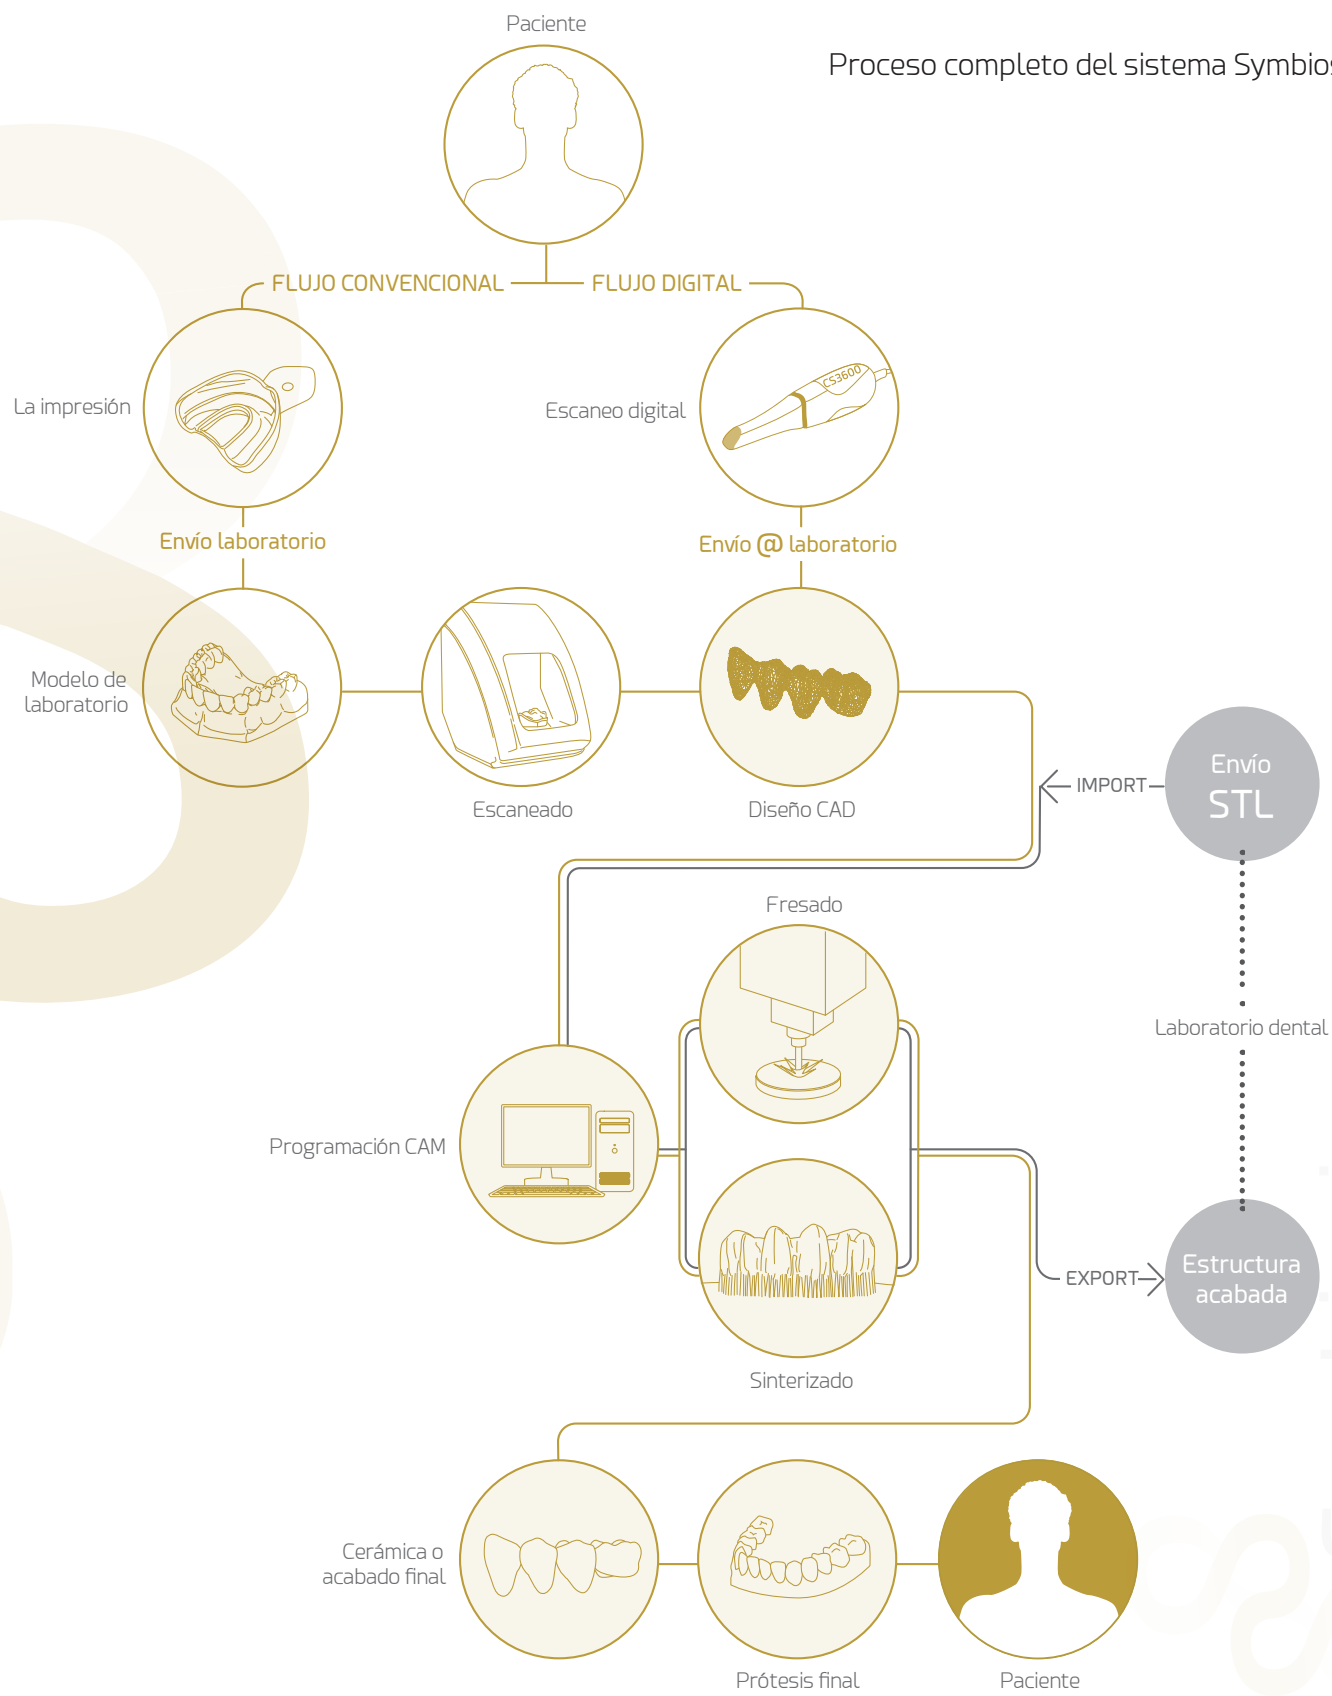 Paciente
Proceso completo del sistema
FLUJO CONVENCIONAL
FLUJO DIGITAL
CS3600
La impresión
Escaneo digital
Envío laboratorio
Envío @ laboratorio
Modelo de
laboratorio
Escaneado
Diseño CAD
IMPORT
Envío
STL
Fresado
Laboratorio dental
Programación CAM
EXPORT
Estructura
acabada
Sinterizado
Cerámica o
acabado final
Prótesis final
Paciente